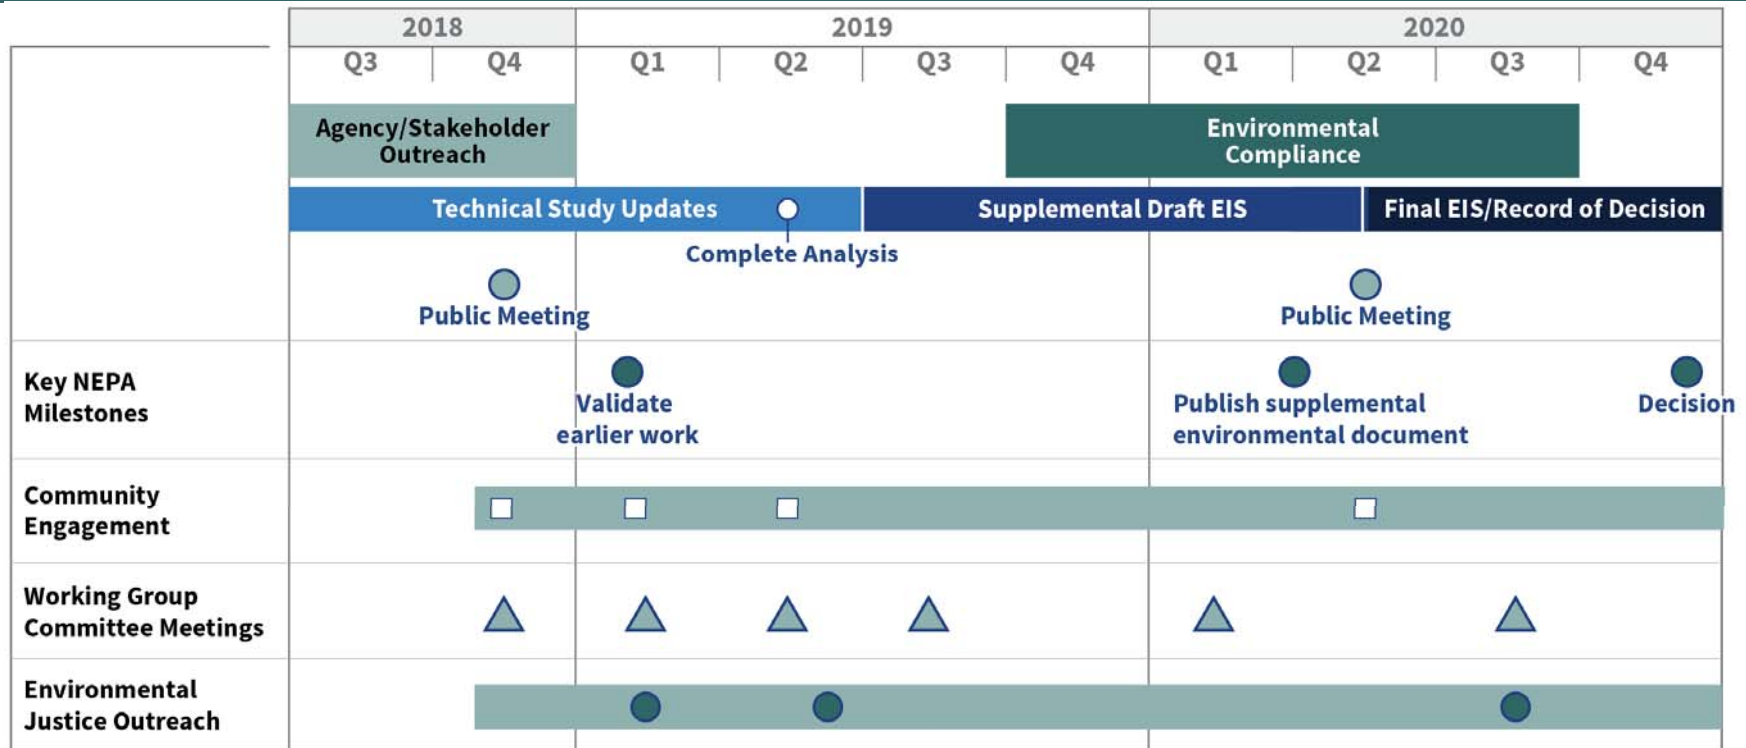 2018 2019 2020
Q3 Q4 Q1 Q2 Q3 Q4 Q1 Q2 Q3 Q4
Agency/Stakeholder
Outreach
Environmental
Compliance
Technical Study Updates Supplemental Draft EIS Final EIS/Record of Decision
Complete Analysis
Public Meeting Public Meeting
Key NEPA
Milestones
Validate
earlier work
Publish supplemental
environmental document
Decision
Community
Engagement
Working Group
Committee Meetings
Environmental
Justice Outreach